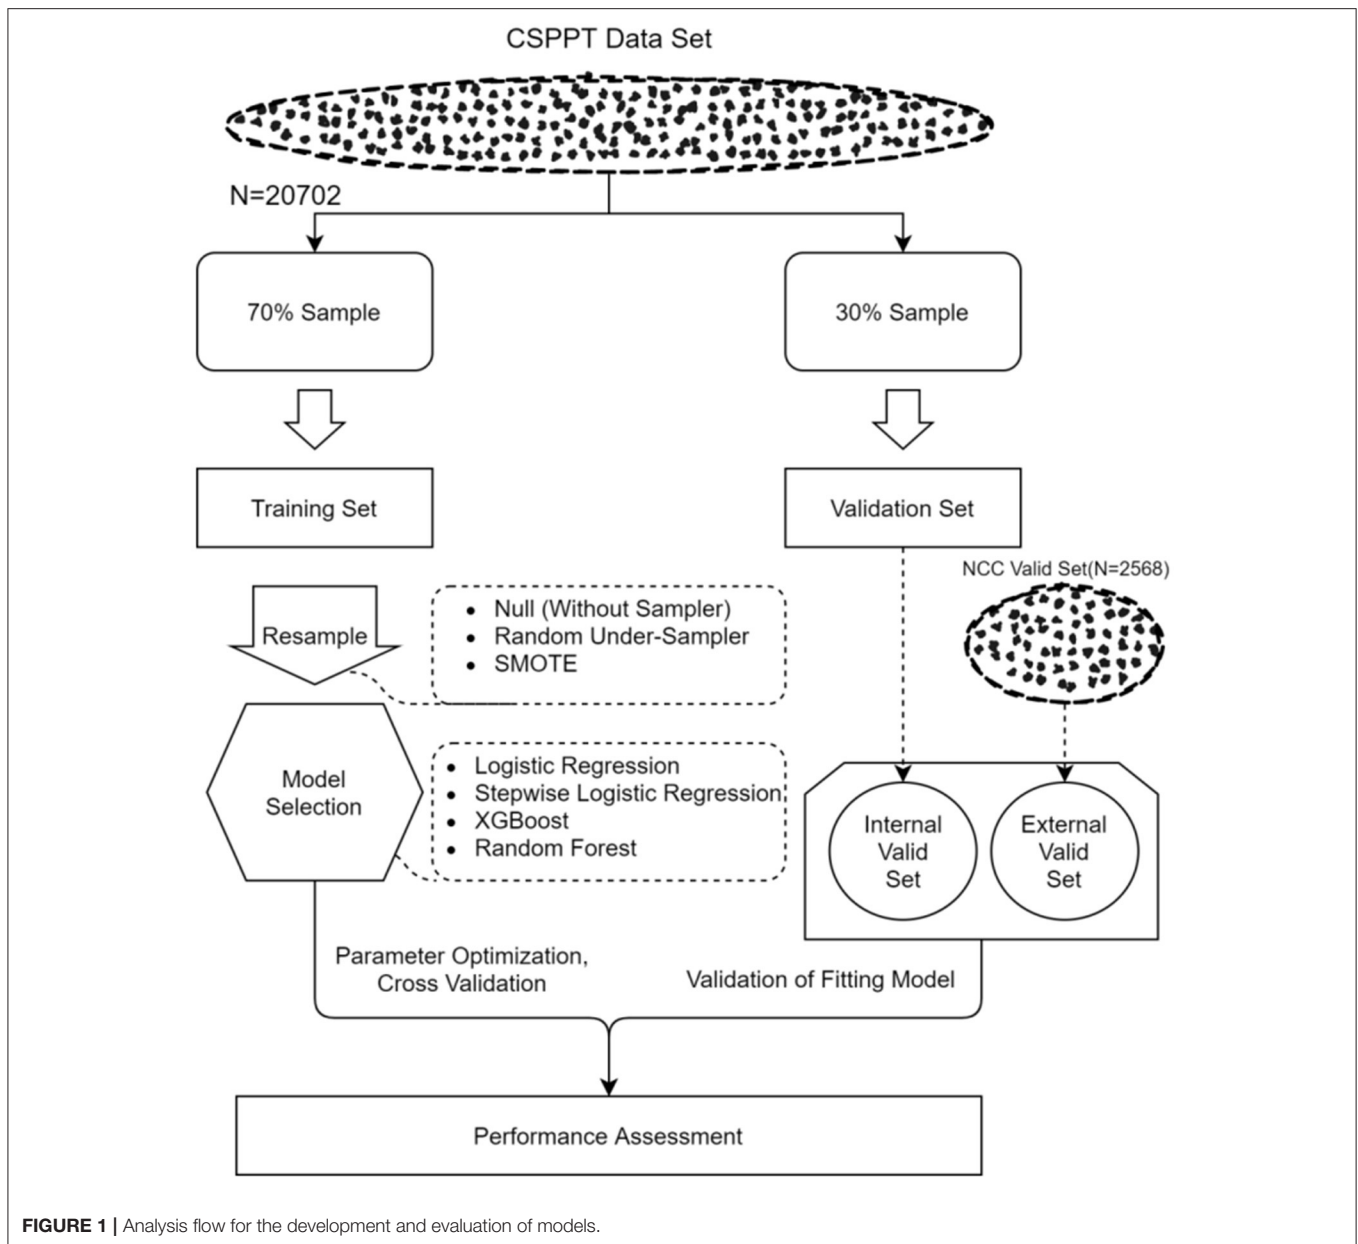 CSPPT Data Set
N=20702
70% Sample
30% Sample
Training Set
Validation Set
NCC Valid Set(N=2568)
Resample
• Null (Without Sampler)
• Random Under-Sampler
• SMOTE
Model
Selection
• Logistic Regression
• Stepwise Logistic Regression
• XGBoost
• Random Forest
Internal
Valid
Set
External
Valid
Set
Parameter Optimization,
Cross Validation
Validation of Fitting Model
Performance Assessment
FIGURE 1 | Analysis flow for the development and evaluation of models.